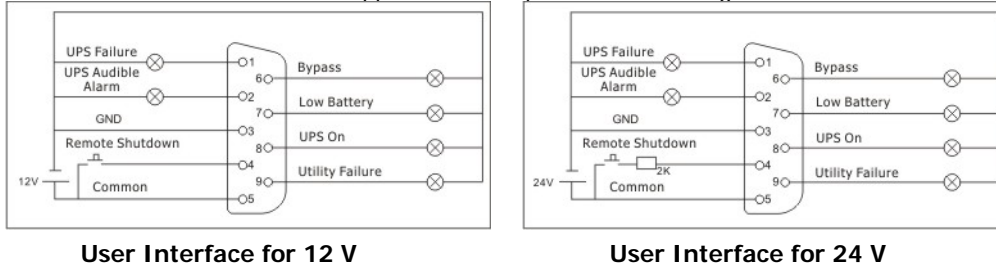 UPS Failure
1
6
Bypass
UPS Audible
Alarm
2
7
Low Battery
GND
3
8
UPS On
Remote Shutdown
4
9
Utility Failure
12V
Common
5
User Interface for 12 V
UPS Failure
1
6
Bypass
UPS Audible
Alarm
2
7
Low Battery
GND
3
8
UPS On
Remote Shutdown
2K
4
9
Utility Failure
24V
Common
5
User Interface for 24 V